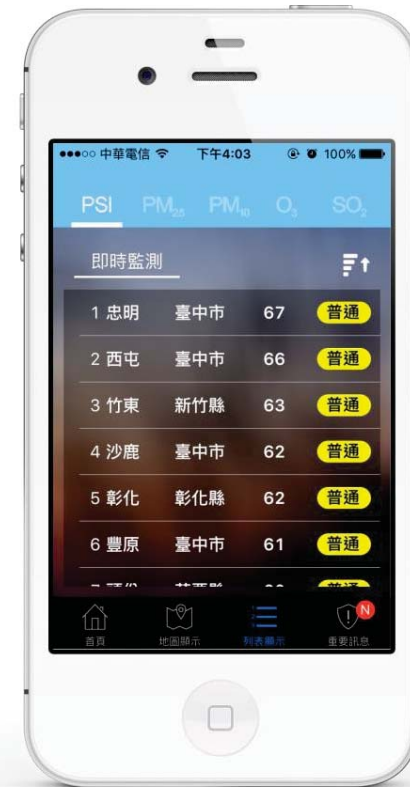 ●●●○○ 中華電信 下午4:03 100%
PSI PM₂.₅ PM₁₀ O₃ SO₂
即時監測
1 忠明 臺中市 67 普通
2 西屯 臺中市 66 普通
3 竹東 新竹縣 63 普通
4 沙鹿 臺中市 62 普通
5 彰化 彰化縣 62 普通
6 豐原 臺中市 61 普通
N
首頁 地圖顯示 列表顯示 重要訊息